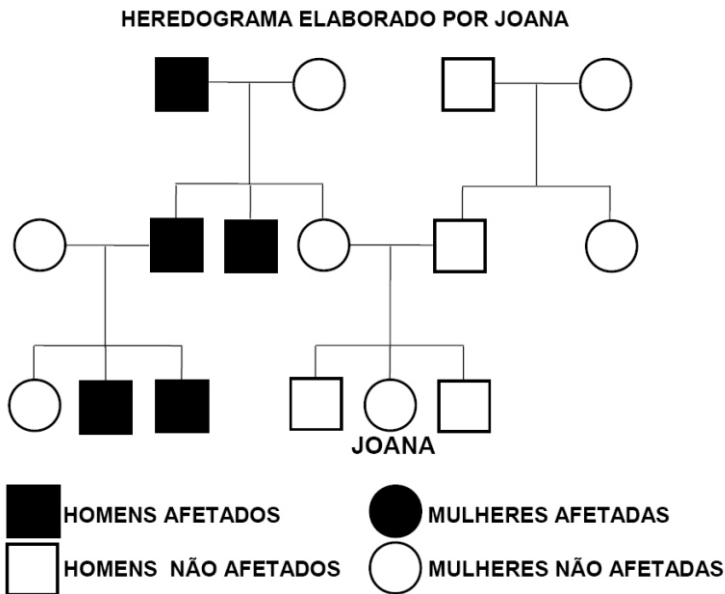 HEREDOGRAMA ELABORADO POR JOANA
JOANA
HOMENS AFETADOS
MULHERES AFETADAS
HOMENS NÃO AFETADOS
MULHERES NÃO AFETADAS